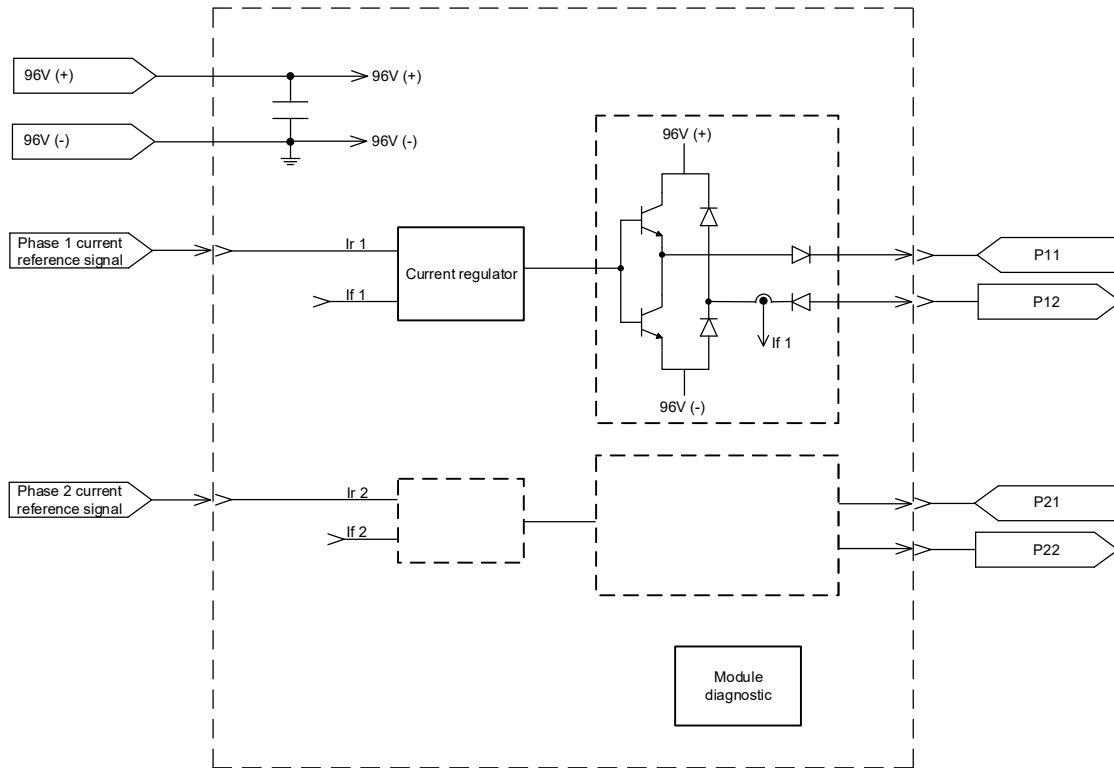 96V (+)
96V (+)
96V (-)
96V (-)
96V (+)
Phase 1 current
reference signal
Ir 1
Current regulator
If 1
P11
P12
If 1
96V (-)
Phase 2 current
reference signal
Ir 2
If 2
P21
P22
Module
diagnostic